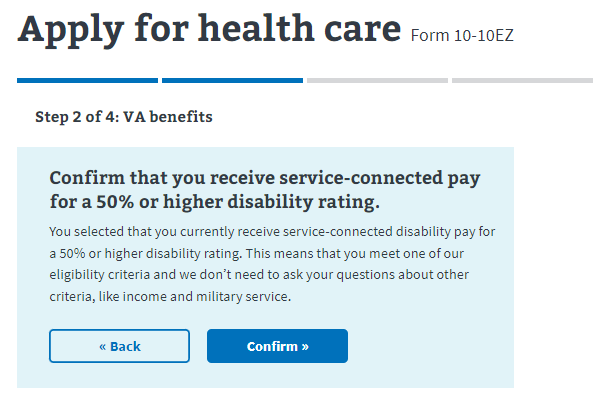 Apply for health care Form 10-10EZ
Step 2 of 4: VA benefits
Confirm that you receive service-connected pay
for a 50% or higher disability rating.
You selected that you currently receive service-connected disability pay for
a 50% or higher disability rating. This means that you meet one of our
eligibility criteria and we don’t need to ask your questions about other
criteria, like income and military service.
« Back
Confirm »